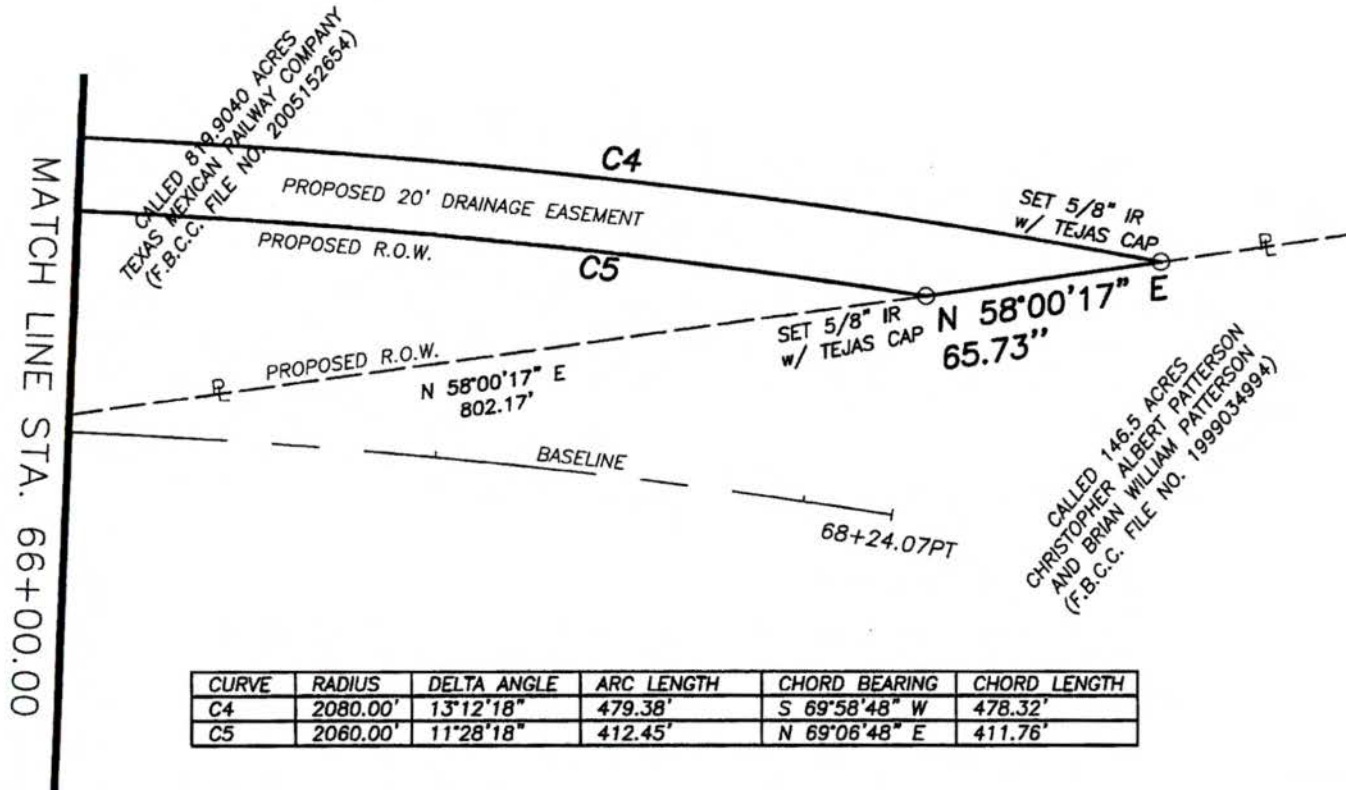 CALLED 819.9040 ACRES
TEXAS MEXICAN RAILWAY COMPANY
(F.B.C.C. FILE NO. 2005152654)
MATCH LINE STA. 66+00.00
C4
PROPOSED 20' DRAINAGE EASEMENT
PROPOSED R.O.W.
C5
SET 5/8" IR
w/ TEJAS CAP
PL
SET 5/8" IR
w/ TEJAS CAP
N 58°00'17" E
65.73''
PROPOSED R.O.W.
PL
N 58°00'17" E
802.17'
BASELINE
68+24.07PT
CALLED 146.5 ACRES
CHRISTOPHER ALBERT PATTERSON
AND BRIAN WILLIAM PATTERSON
(F.B.C.C. FILE NO. 1999034994)
CURVE RADIUS DELTA ANGLE ARC LENGTH CHORD BEARING CHORD LENGTH
C4 2080.00' 13°12'18" 479.38' S 69°58'48" W 478.32'
C5 2060.00' 11°28'18" 412.45' N 69°06'48" E 411.76'